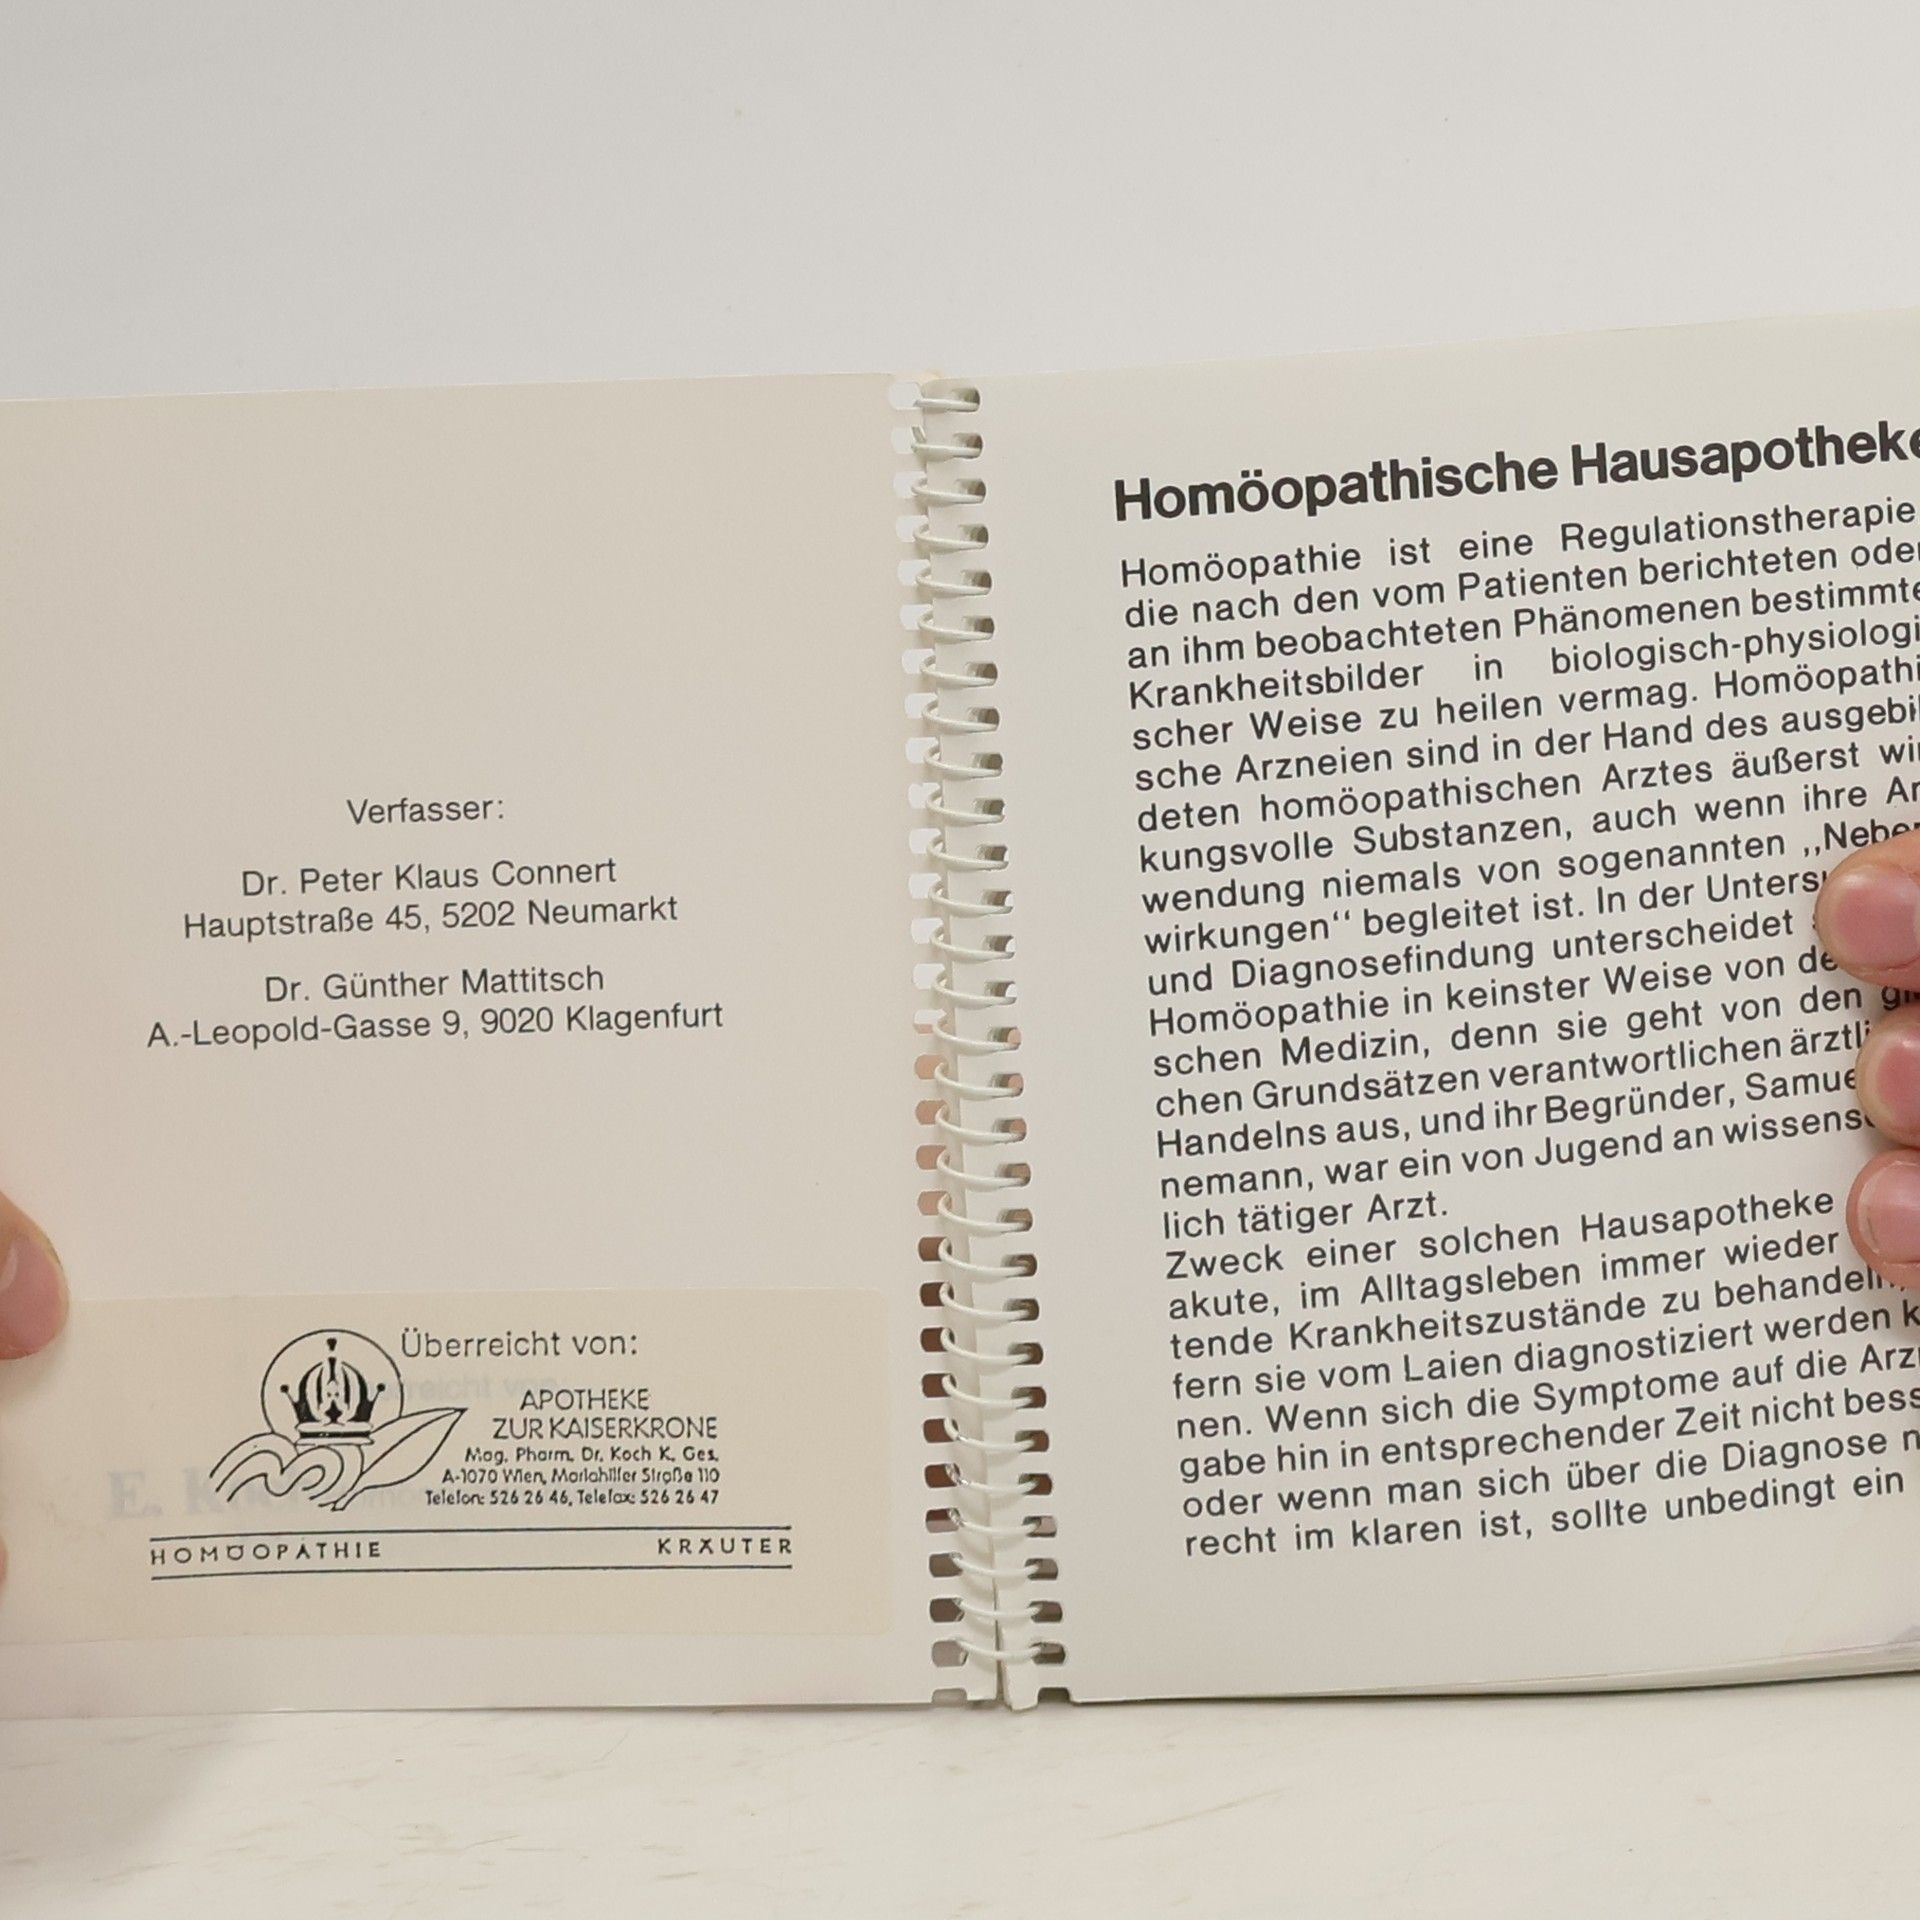 Verfasser:
Dr. Peter Klaus Connert
Hauptstraße 45, 5202 Neumarkt
Dr. Günther Mattitsch
A.-Leopold-Gasse 9, 9020 Klagenfurt
Überreicht von:
APOTHEKE
ZUR KAISERKRONE
Mag. Pharm. Dr. Koch K. Ges.
A-1070 Wien, Mariahilfer Straße 110
Telefon: 526 26 46, Telefax: 526 26 47
HOMÖOPATHIE KRÄUTER
Homöopathische Hausapotheke
Homöopathie ist eine Regulationstherapie,
die nach den vom Patienten berichteten oder
an ihm beobachteten Phänomenen bestimmte
Krankheitsbilder in biologisch-physiologi
scher Weise zu heilen vermag. Homöopathi
sche Arzneien sind in der Hand des ausgebil
deten homöopathischen Arztes äußerst wir
kungsvolle Substanzen, auch wenn ihre An
wendung niemals von sogenannten „Neben
wirkungen“ begleitet ist. In der Unters
und Diagnosefindung unterscheidet
Homöopathie in keinster Weise von de
schen Medizin, denn sie geht von den
chen Grundsätzen verantwortlichen ärztli
Handelns aus, und ihr Begründer, Samue
nemann, war ein von Jugend an wissens
lich tätiger Arzt.
Zweck einer solchen Hausapotheke
akute, im Alltagsleben immer wieder
tende Krankheitszustände zu behandeln,
fern sie vom Laien diagnostiziert werden k
nen. Wenn sich die Symptome auf die Arz
gabe hin in entsprechender Zeit nicht bess
oder wenn man sich über die Diagnose n
recht im klaren ist, sollte unbedingt ein